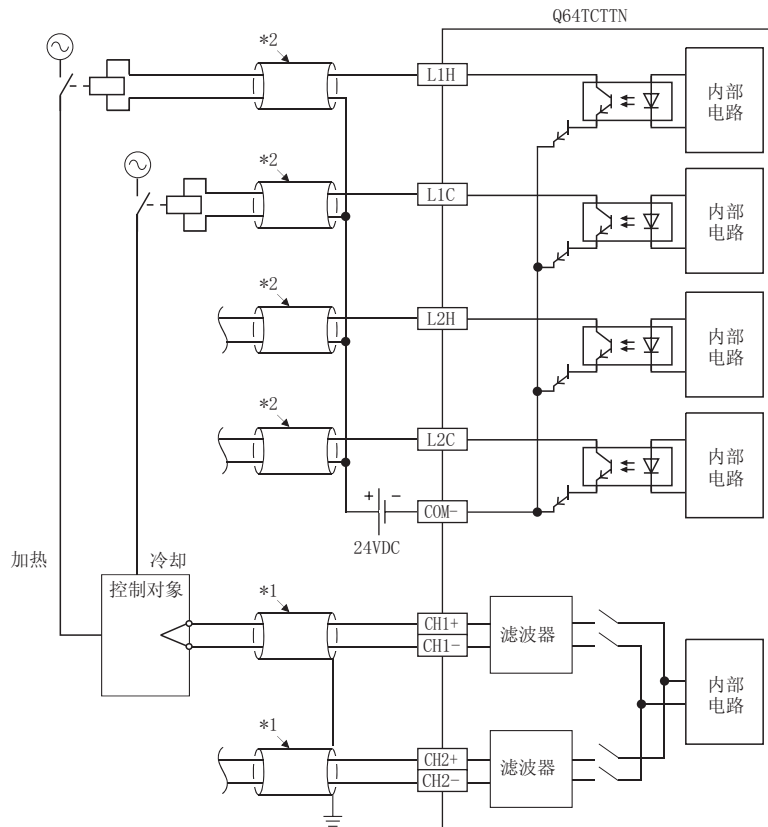 Q64TCTTN
*2
L1H
内部
电路
*2
L1C
内部
电路
*2
L2H
内部
电路
*2
L2C
内部
电路
+ -
COM-
24VDC
加热
冷却
控制对象
*1
CH1+
CH1-
滤波器
内部
电路
*1
CH2+
CH2-
滤波器